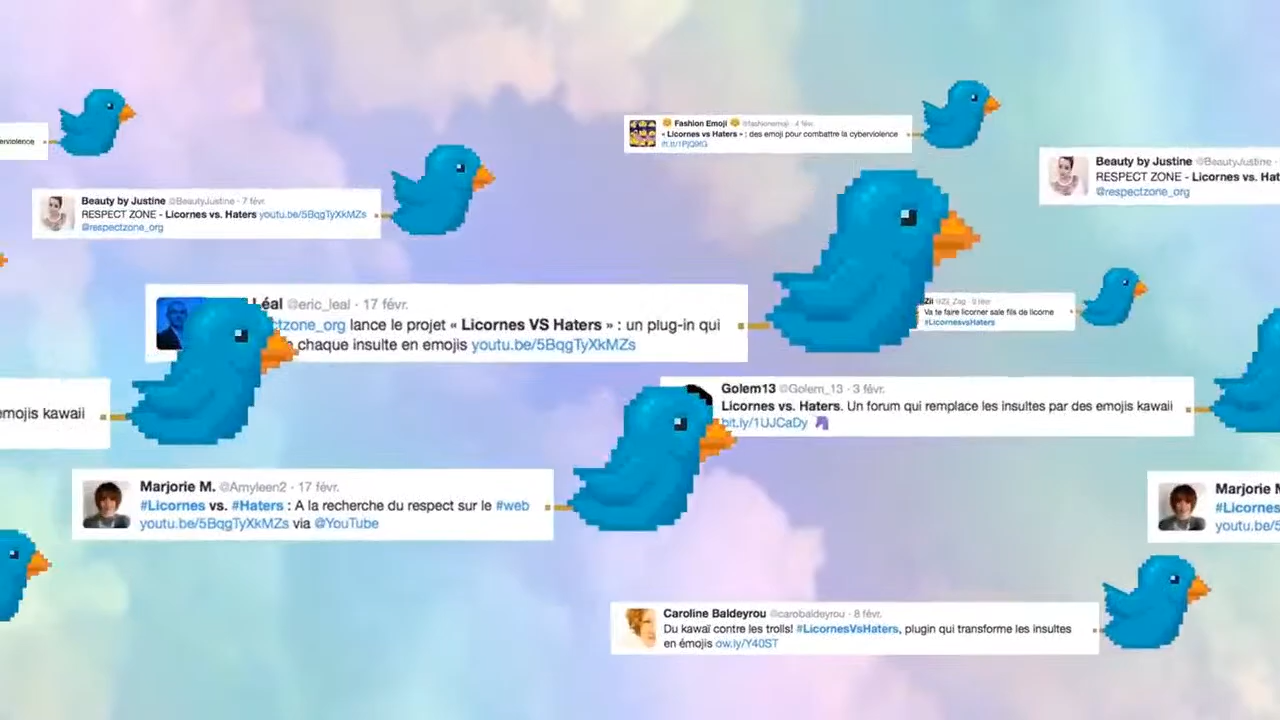 erviolence
Fashion Emoji @fashionemoji · 4 févr.
« Licornes vs Haters » : des emoji pour combattre la cyberviolence
Beauty by Justine @BeautyJustine ·
RESPECT ZONE - Licornes vs. Hat
@respectzone_org
Beauty by Justine @BeautyJustine · 7 févr.
RESPECT ZONE - Licornes vs. Haters youtu.be/5BqgTyXkMZs
@respectzone_org
Léal @eric_leal · 17 févr.
ctzone_org lance le projet « Licornes VS Haters » : un plug-in qui
chaque insulte en emojis youtu.be/5BqgTyXkMZs
Va te faire licorner sale fils de licorne
#LicornesvsHaters
emojis kawaii
Golem13 @Golem_13 · 3 févr.
Licornes vs. Haters. Un forum qui remplace les insultes par des emojis kawaii
bit.ly/1UJCaDy
Marjorie M. @Amyleen2 · 17 févr.
#Licornes vs. #Haters : A la recherche du respect sur le #web
youtu.be/5BqgTyXkMZs via @YouTube
Marjorie M
#Licornes
youtu.be/5
Caroline Baldeyrou @carobaldeyrou · 8 févr.
Du kawaï contre les trolls! #LicornesVsHaters, plugin qui transforme les insultes
en émojis ow.ly/Y40ST